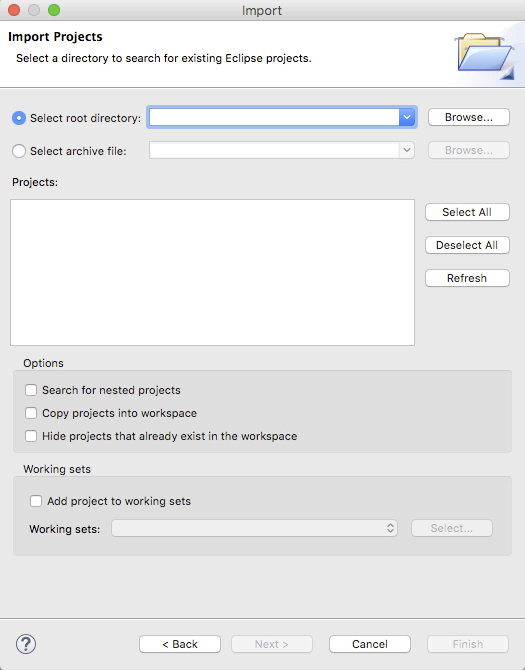 Import
Import Projects
Select a directory to search for existing Eclipse projects.
Select root directory: Browse...
Select archive file: Browse...
Projects:
Select All
Deselect All
Refresh
Options
Search for nested projects
Copy projects into workspace
Hide projects that already exist in the workspace
Working sets
Add project to working sets
Working sets: Select...
? < Back Next > Cancel Finish